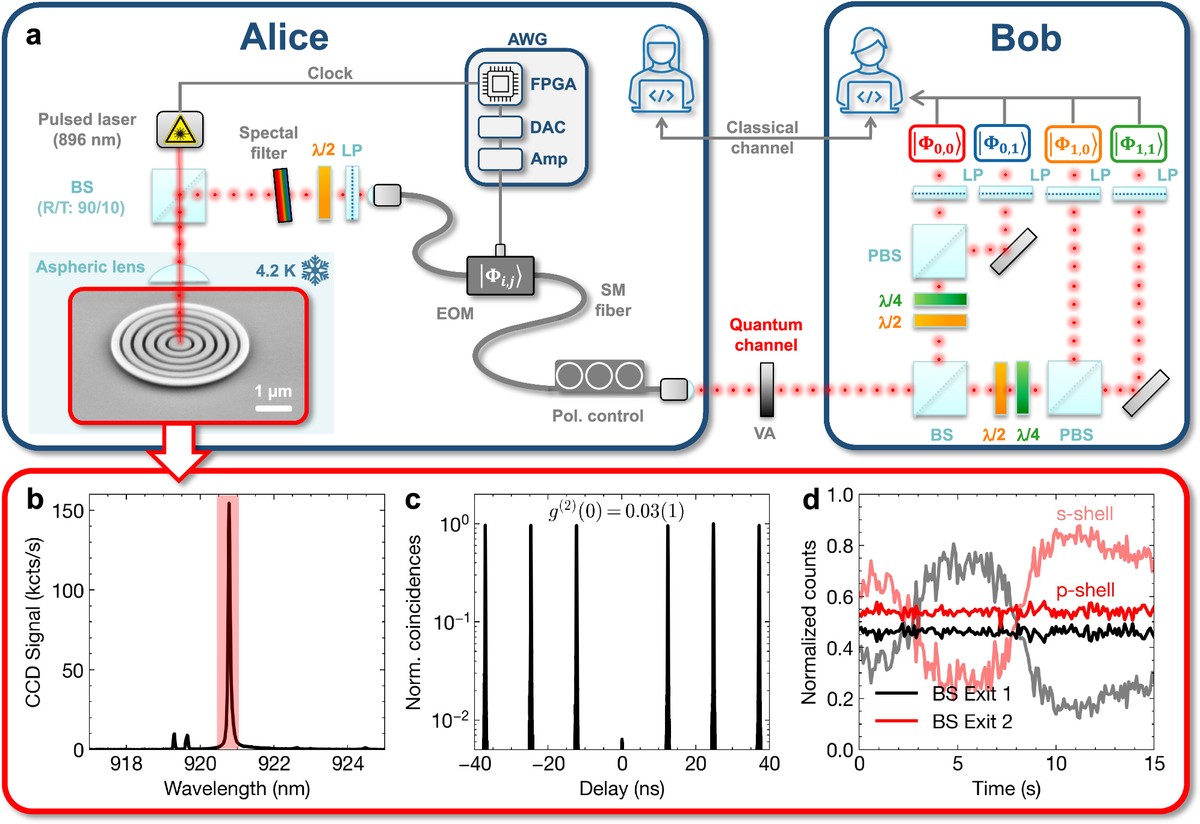 a
Alice
Bob
AWG
Clock
FPGA
DAC
Amp
Pulsed laser
(896 nm)
Spectal
filter
λ/2
LP
BS
(R/T: 90/10)
Aspheric lens
4.2 K
1 μm
|Φi,j⟩
EOM
SM
fiber
Pol. control
</>
</>
Classical
channel
Quantum
channel
VA
|Φ0,0⟩
|Φ0,1⟩
|Φ1,0⟩
|Φ1,1⟩
LP
LP
LP
LP
PBS
λ/4
λ/2
BS
λ/2
λ/4
PBS
b
CCD Signal (kcts/s)
150
100
50
0
918
920
922
924
Wavelength (nm)
c
g(2)(0) = 0.03(1)
Norm. coincidences
10^0
10^-1
10^-2
−40
−20
0
20
40
Delay (ns)
d
Normalized counts
1.0
0.8
0.6
0.4
0.2
0.0
s-shell
p-shell
BS Exit 1
BS Exit 2
0
5
10
15
Time (s)